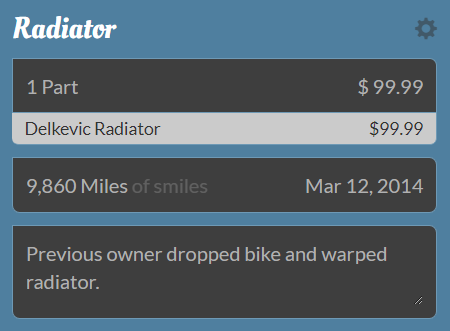 Radiator
1 Part $ 99.99
Delkevic Radiator $99.99
9,860 Miles of smiles Mar 12, 2014
Previous owner dropped bike and warped
radiator.